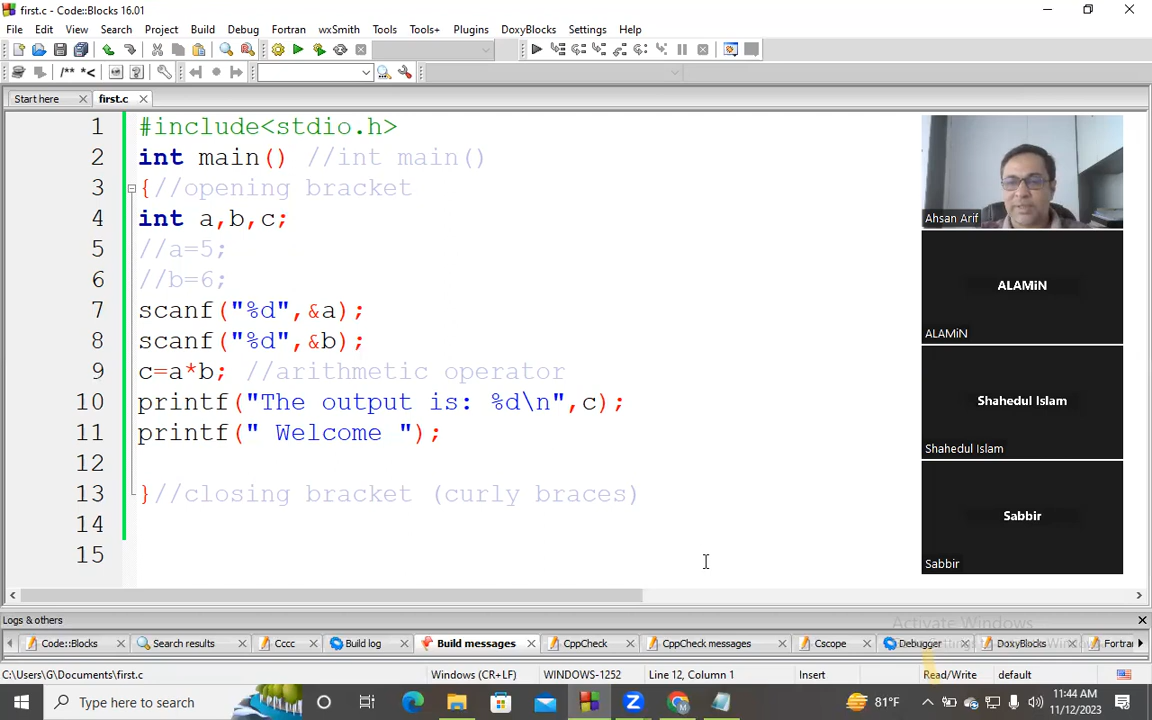 first.c - Code::Blocks 16.01
File Edit View Search Project Build Debug Fortran wxSmith Tools Tools+ Plugins DoxyBlocks Settings Help
/** *<
Start here first.c
1 #include<stdio.h>
2 int main() //int main()
3 {//opening bracket
4 int a,b,c;
5 //a=5;
6 //b=6;
7 scanf("%d",&a);
8 scanf("%d",&b);
9 c=a*b; //arithmetic operator
10 printf("The output is: %d\n",c);
11 printf(" Welcome ");
12
13 }//closing bracket (curly braces)
14
15
Ahsan Arif
ALAMiN
ALAMiN
Shahedul Islam
Shahedul Islam
Sabbir
Sabbir
Logs & others
Activate Windows
Code::Blocks Search results Cccc Build log Build messages CppCheck CppCheck messages Cscope Debugger DoxyBlocks Fortra
C:\Users\G\Documents\first.c Windows (CR+LF) WINDOWS-1252 Line 12, Column 1 Insert Read/Write default
Type here to search
81°F
11:44 AM
11/12/2023